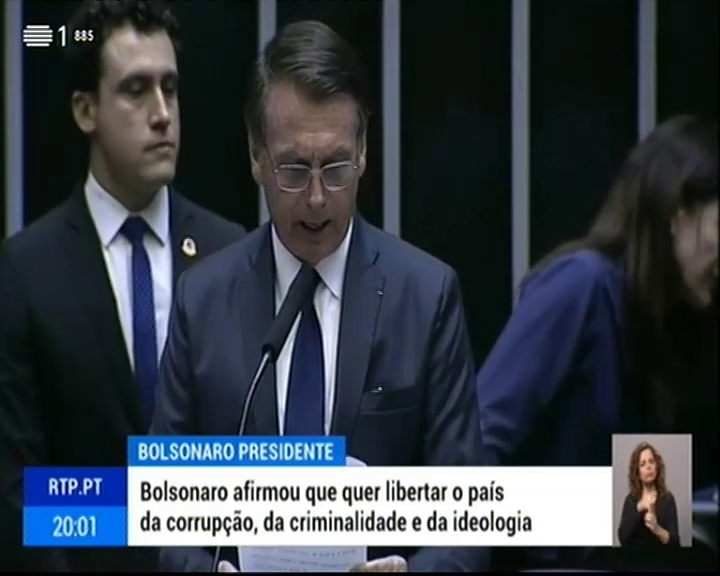 1 885
BOLSONARO PRESIDENTE
RTP.PT
Bolsonaro afirmou que quer libertar o país
20:01
da corrupção, da criminalidade e da ideologia